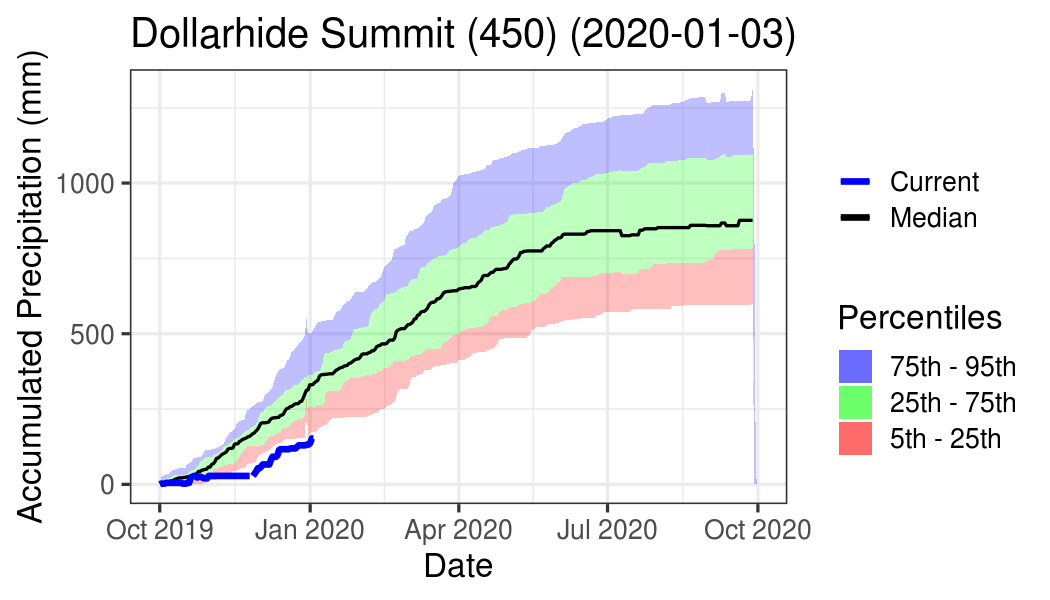 Dollarhide Summit (450) (2020-01-03)
Accumulated Precipitation (mm)
1000
500
0
Oct 2019 Jan 2020 Apr 2020 Jul 2020 Oct 2020
Date
Current
Median
Percentiles
75th - 95th
25th - 75th
5th - 25th